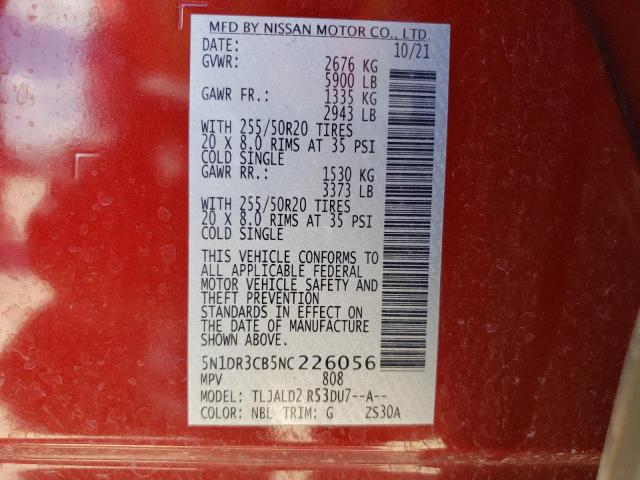 MFD BY NISSAN MOTOR CO., LTD.
DATE: 10/21
GVWR: 2676 KG
5900 LB
GAWR FR.: 1335 KG
2943 LB
WITH 255/50R20 TIRES
20 X 8.0 RIMS AT 35 PSI
COLD SINGLE
GAWR RR.: 1530 KG
3373 LB
WITH 255/50R20 TIRES
20 X 8.0 RIMS AT 35 PSI
COLD SINGLE
THIS VEHICLE CONFORMS TO
ALL APPLICABLE FEDERAL
MOTOR VEHICLE SAFETY AND
THEFT PREVENTION
STANDARDS IN EFFECT ON
THE DATE OF MANUFACTURE
SHOWN ABOVE.
5N1DR3CB5NC226056
MPV 808
MODEL: TLJALD2 R53DU7--A--
COLOR: NBL TRIM: G ZS30A